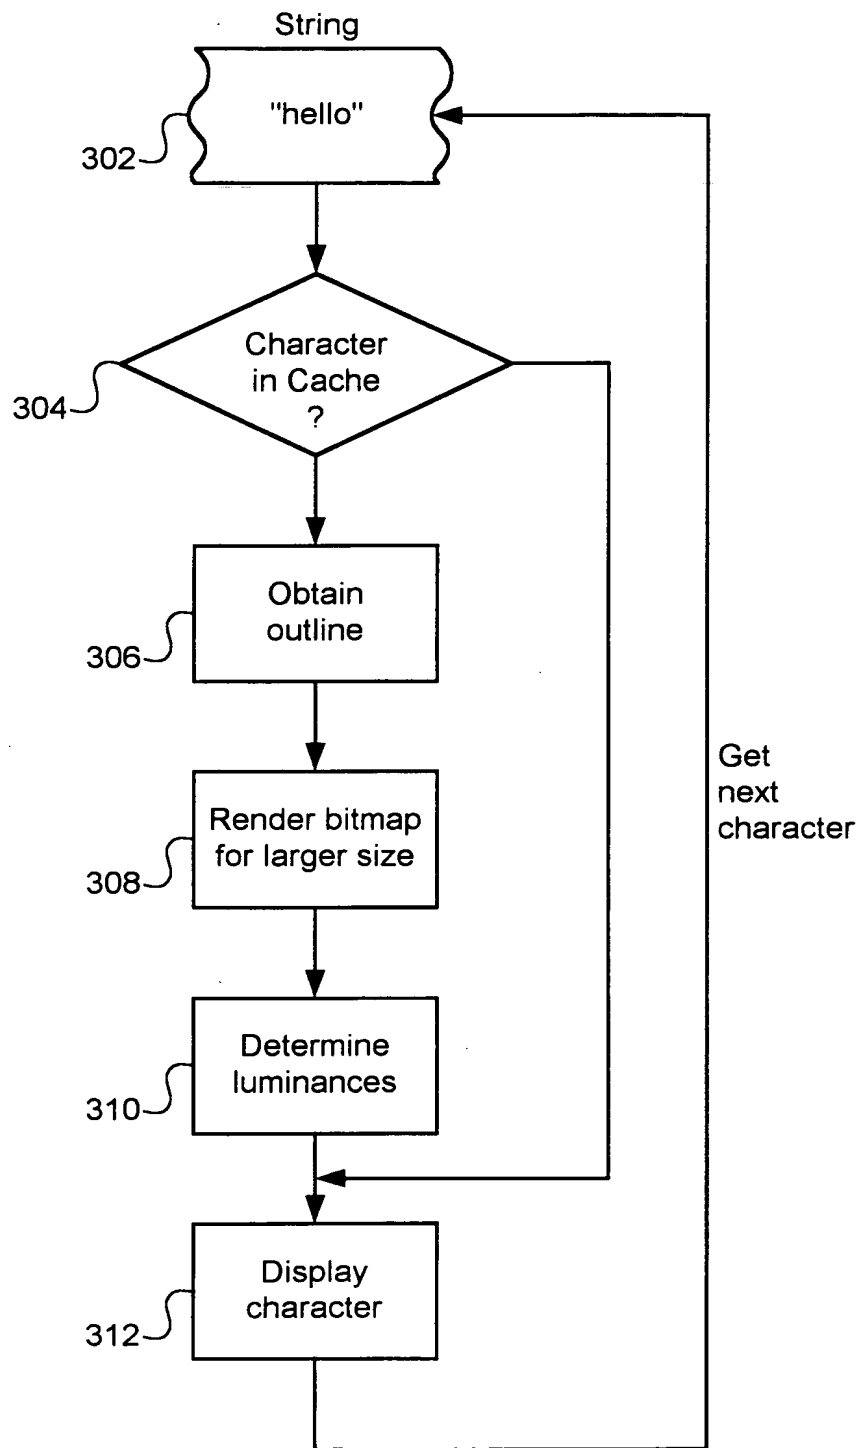 String
"hello"
302
Character
in Cache
?
304
Obtain
outline
306
Render bitmap
for larger size
308
Get
next
character
Determine
luminances
310
Display
character
312